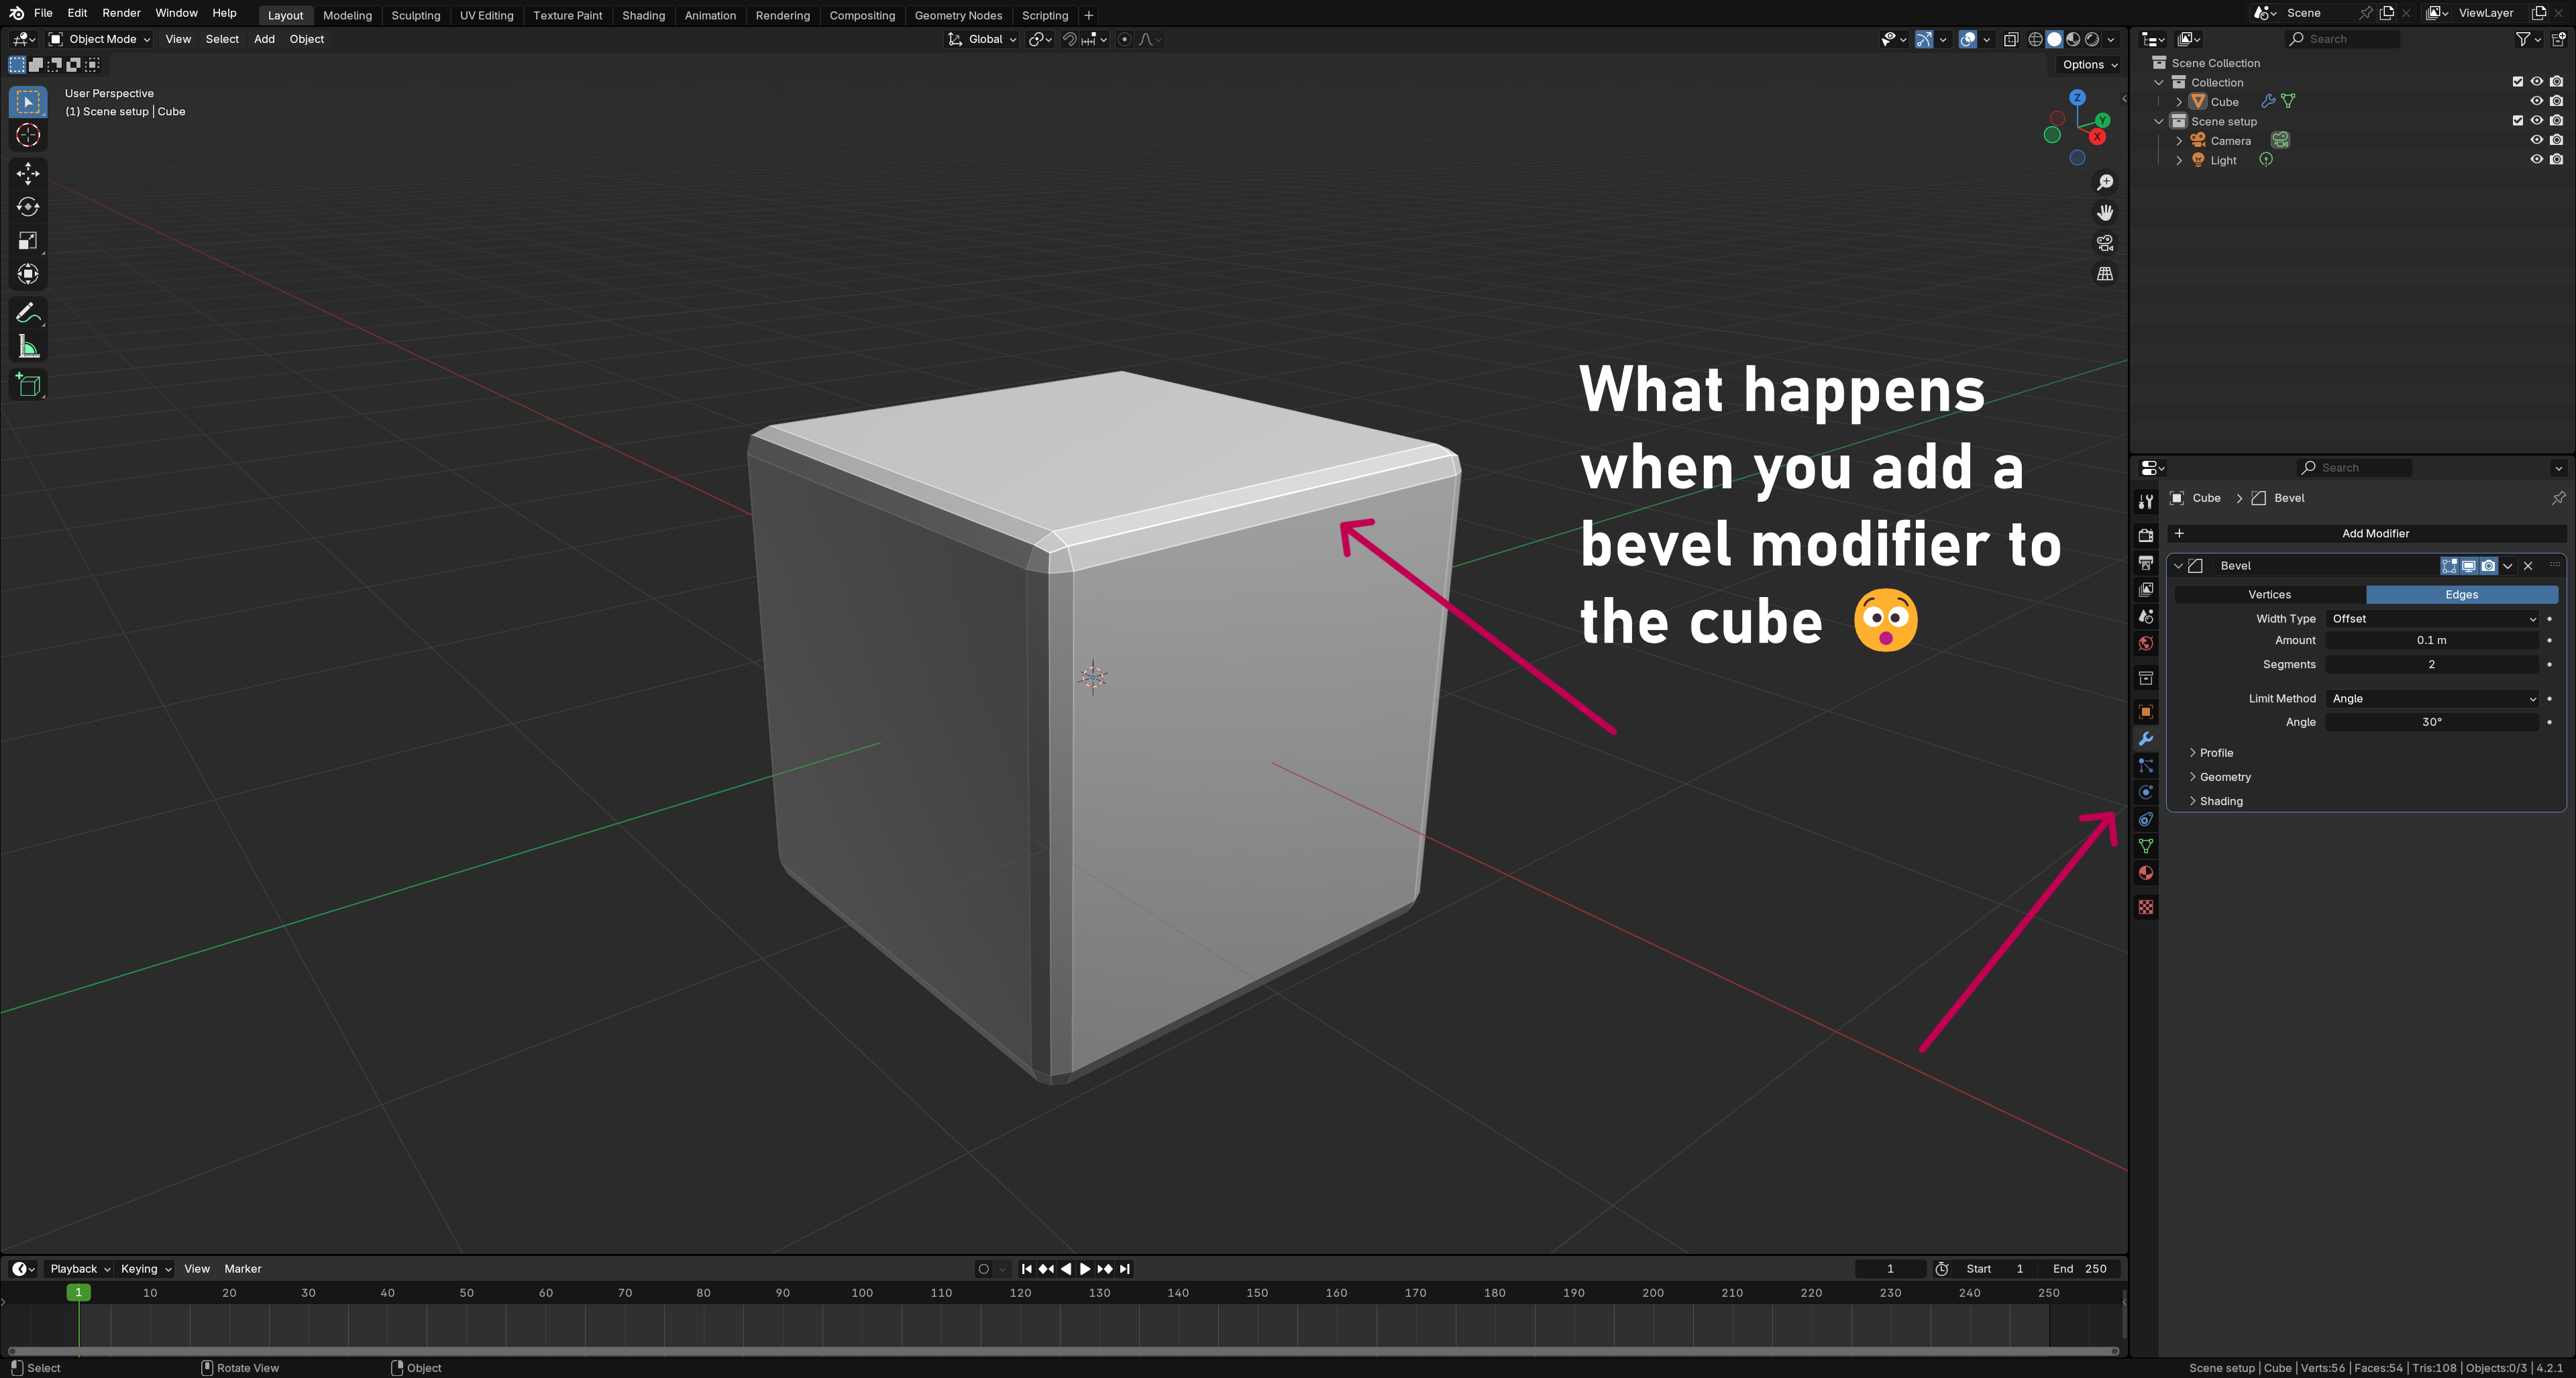 File Edit Render Window Help Layout Modeling Sculpting UV Editing Texture Paint Shading Animation Rendering Compositing Geometry Nodes Scripting + Scene ViewLayer
Object Mode View Select Add Object Global Search
Options
User Perspective
(1) Scene setup | Cube
Z
Y
X
Scene Collection
Collection
Cube
Scene setup
Camera
Light
What happens
when you add a
bevel modifier to
the cube 😲
Search
Cube > Bevel
+ Add Modifier
Bevel
Vertices Edges
Width Type Offset
Amount 0.1 m
Segments 2
Limit Method Angle
Angle 30°
Profile
Geometry
Shading
Playback Keying View Marker 1 Start 1 End 250
1 10 20 30 40 50 60 70 80 90 100 110 120 130 140 150 160 170 180 190 200 210 220 230 240 250
Select Rotate View Object Scene setup | Cube | Verts:56 | Faces:54 | Tris:108 | Objects:0/3 | 4.2.1